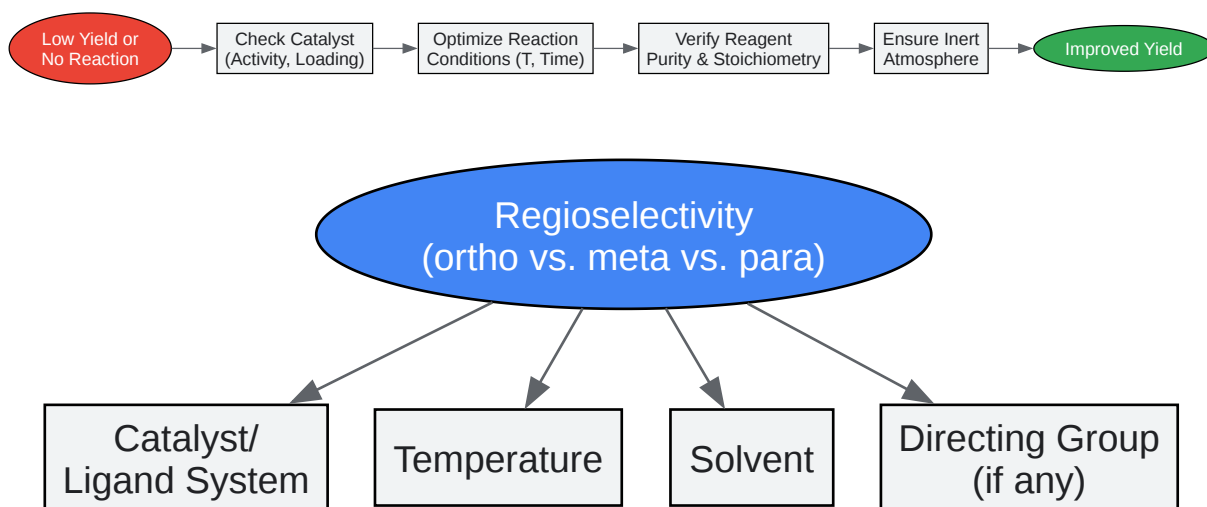 Low Yield or
No Reaction
Check Catalyst
(Activity, Loading)
Optimize Reaction
Conditions (T, Time)
Verify Reagent
Purity & Stoichiometry
Ensure Inert
Atmosphere
Improved Yield
Regioselectivity
(ortho vs. meta vs. para)
Catalyst/
Ligand System
Temperature
Solvent
Directing Group
(if any)